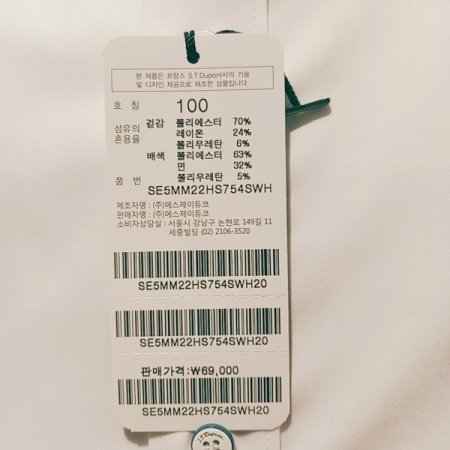 본 제품은 프랑스 S.T.Dupont사의 기술
및 디자인 제공으로 제조한 상품입니다.
호 칭 100
섬유의 혼용율
겉감 폴리에스터 70%
레이온 24%
폴리우레탄 6%
배색 폴리에스터 63%
면 32%
폴리우레탄 5%
품 번 SE5MM22HS754SWH
제조자명 : (주)에스제이듀코
판매자명 : (주)에스제이듀코
소비자상담실 : 서울시 강남구 논현로 149길 11
세중빌딩 (02) 2106-3520
SE5MM22HS754SWH20
SE5MM22HS754SWH20
판매가격:₩69,000
SE5MM22HS754SWH20
S.T. Dupont